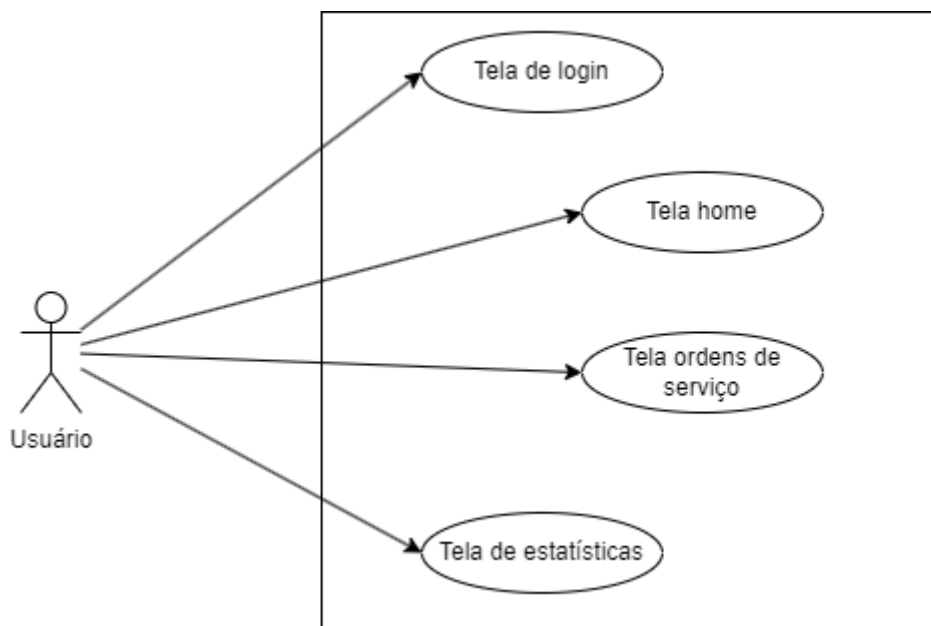 Tela de login
Tela home
Tela ordens de
serviço
Usuário
Tela de estatísticas